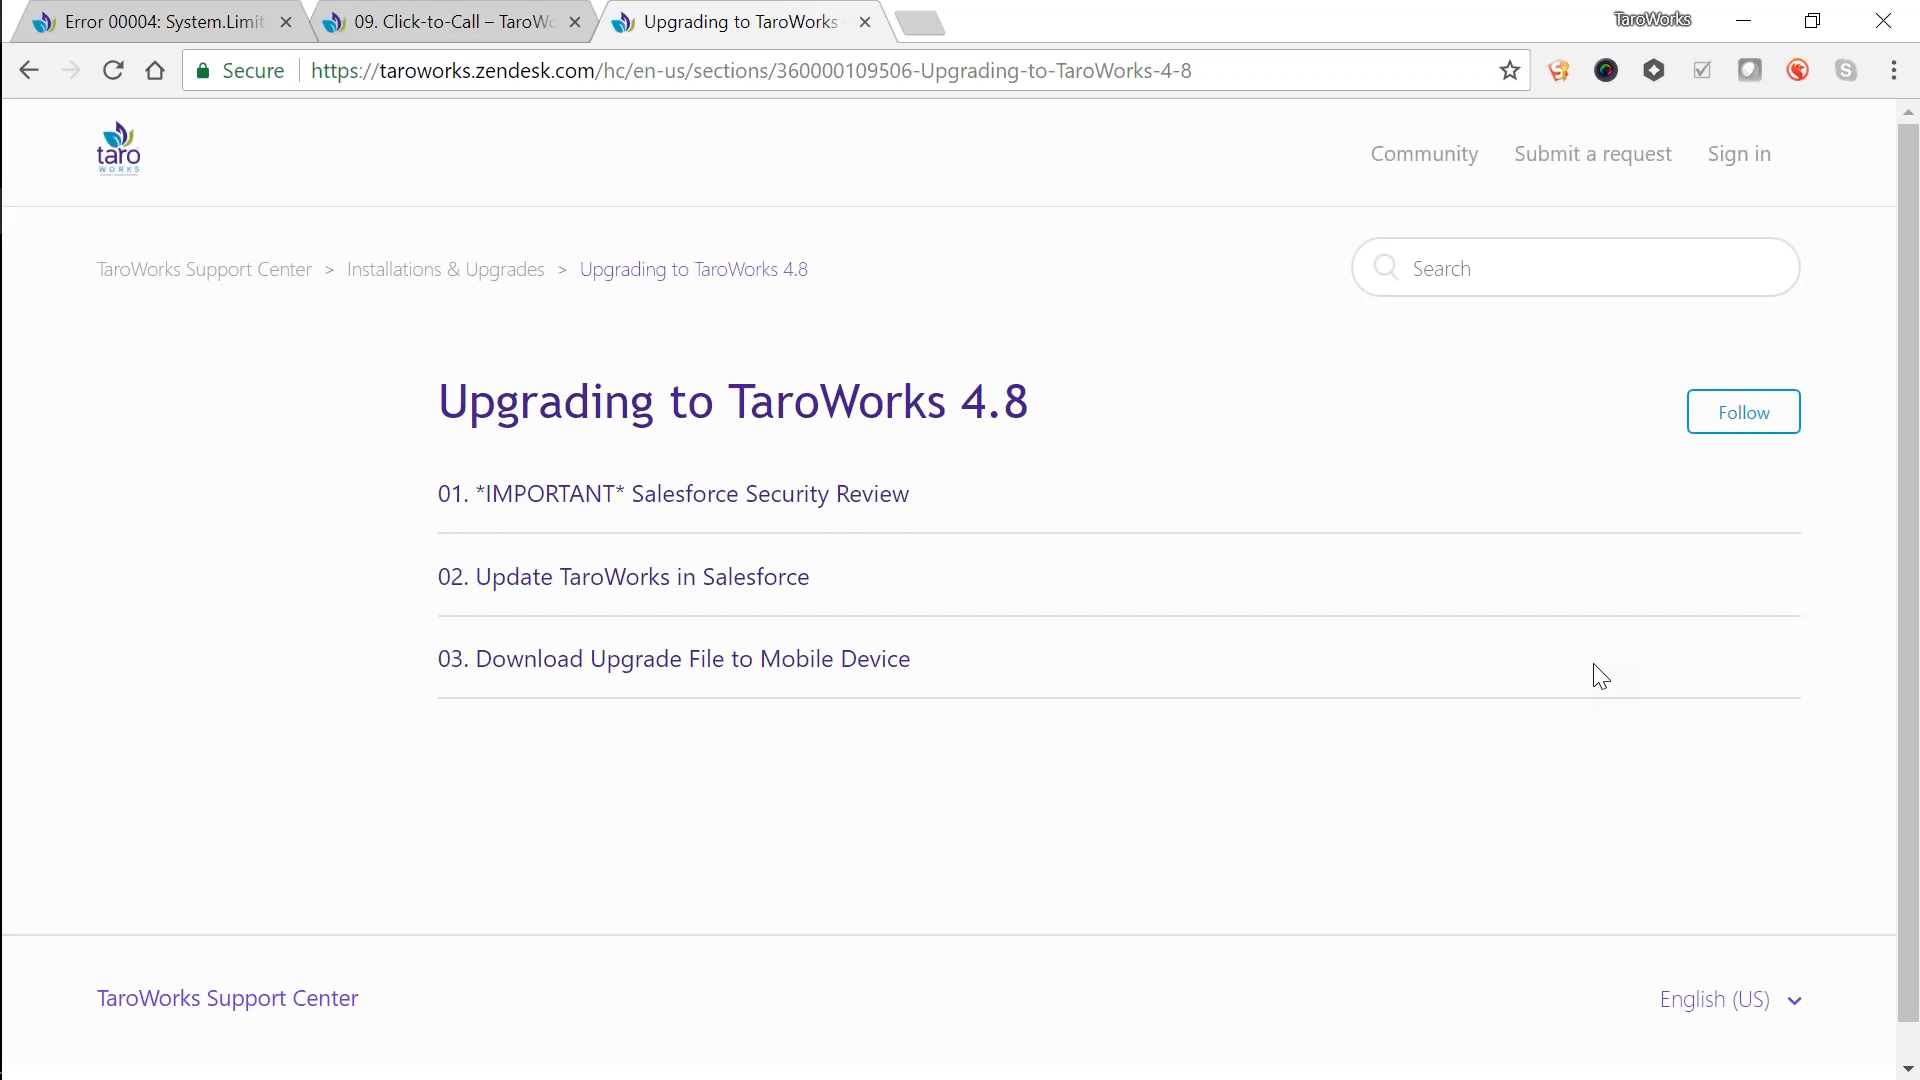 Error 00004: System.Limit
09. Click-to-Call – TaroWo
Upgrading to TaroWorks
TaroWorks
Secure
https://taroworks.zendesk.com/hc/en-us/sections/360000109506-Upgrading-to-TaroWorks-4-8
taro
WORKS
Community
Submit a request
Sign in
TaroWorks Support Center > Installations & Upgrades > Upgrading to TaroWorks 4.8
Search
Upgrading to TaroWorks 4.8
Follow
01. *IMPORTANT* Salesforce Security Review
02. Update TaroWorks in Salesforce
03. Download Upgrade File to Mobile Device
TaroWorks Support Center
English (US)